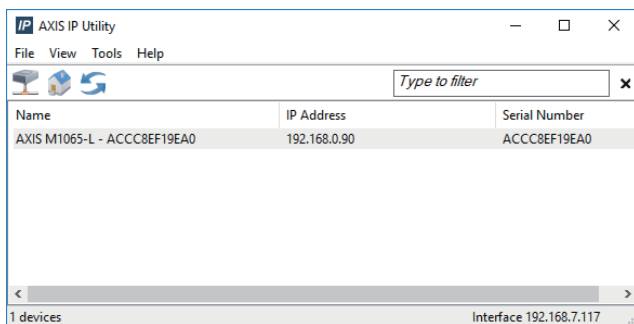 IP AXIS IP Utility
File View Tools Help
Type to filter
Name IP Address Serial Number
AXIS M1065-L - ACCC8EF19EA0 192.168.0.90 ACCC8EF19EA0
1 devices Interface 192.168.7.117